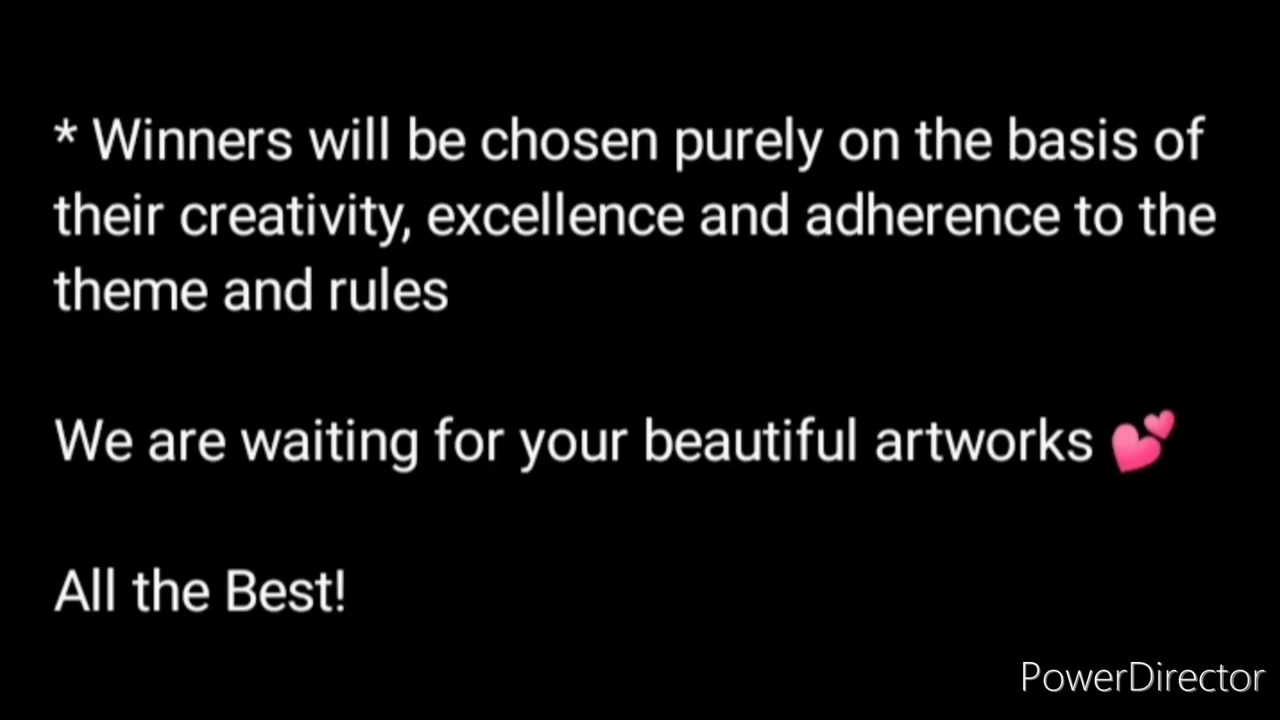 * Winners will be chosen purely on the basis of
their creativity, excellence and adherence to the
theme and rules
We are waiting for your beautiful artworks 💕
All the Best!
PowerDirector